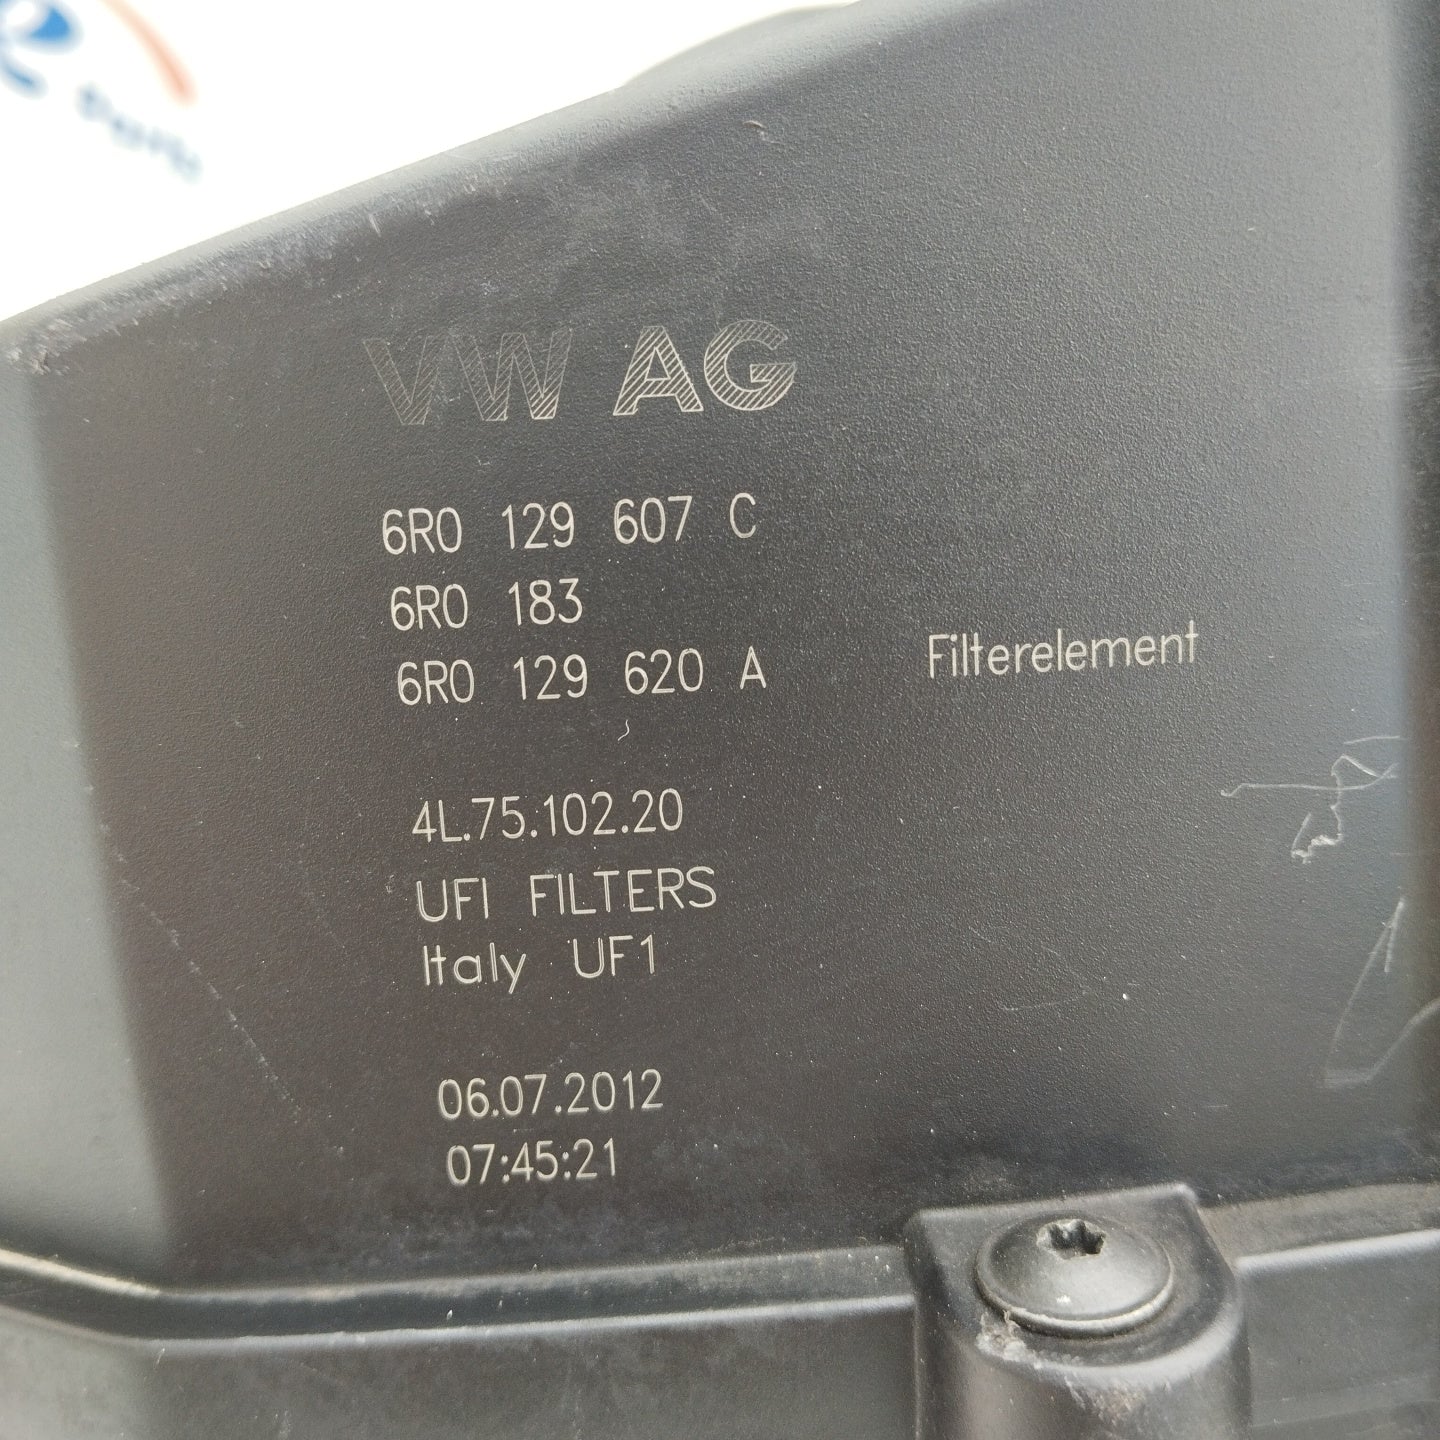 VW AG
6R0 129 607 C
6R0 183
6R0 129 620 A Filterelement
4L.75.102.20
UFI FILTERS
Italy UF1
06.07.2012
07:45:21